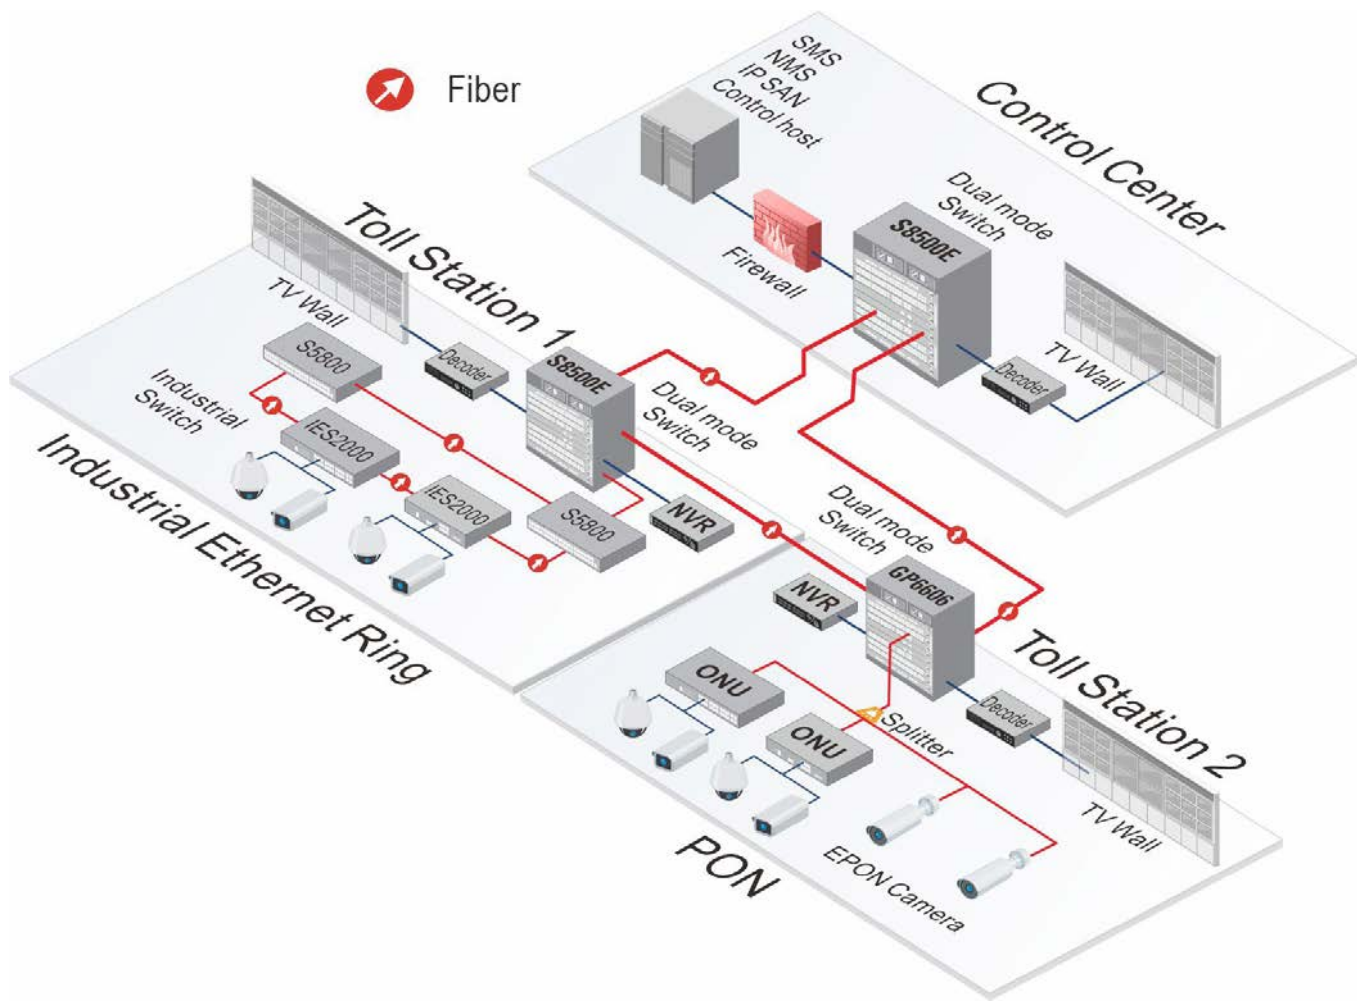 Fiber
SMS
NMS
IP SAN
Control host
Control Center
Firewall
Dual mode
Switch
S8500E
Decoder
TV Wall
Toll Station 1
TV Wall
Decoder
S8500E
Dual mode
Switch
S5800
Industrial
Switch
IES2000
IES2000
S5800
NVR
Industrial Ethernet Ring
Dual mode
Switch
GP6606
NVR
Toll Station 2
ONU
ONU
Splitter
Decoder
TV Wall
EPON Camera
PON